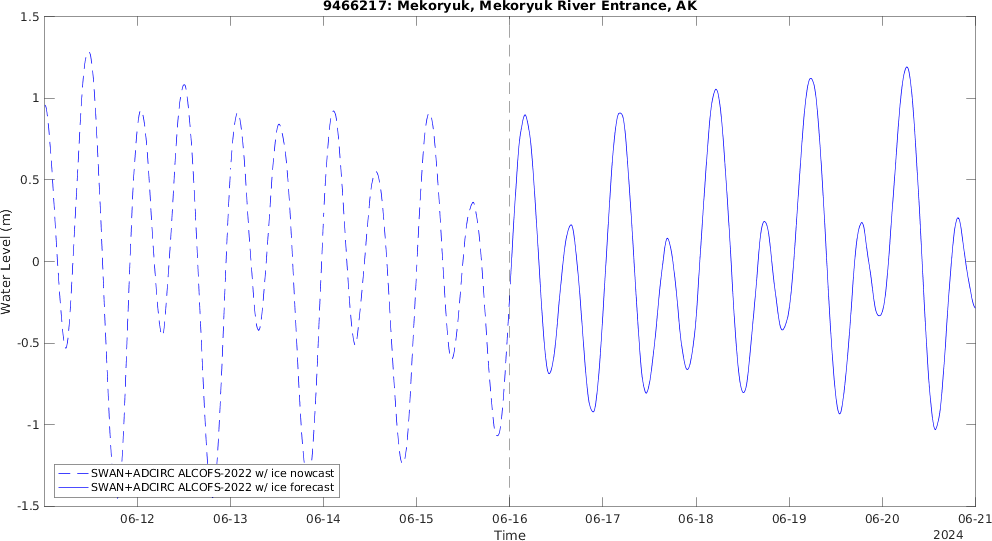 9466217: Mekoryuk, Mekoryuk River Entrance, AK
1.5
1
0.5
0
-0.5
-1
-1.5
Water Level (m)
SWAN+ADCIRC ALCOFS-2022 w/ ice nowcast
SWAN+ADCIRC ALCOFS-2022 w/ ice forecast
06-12 06-13 06-14 06-15 06-16 06-17 06-18 06-19 06-20 06-21
Time
2024